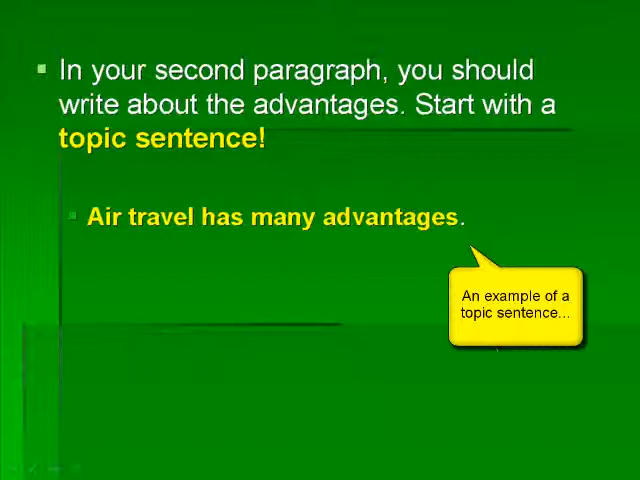 In your second paragraph, you should
write about the advantages. Start with a
topic sentence!
Air travel has many advantages.
An example of a
topic sentence...